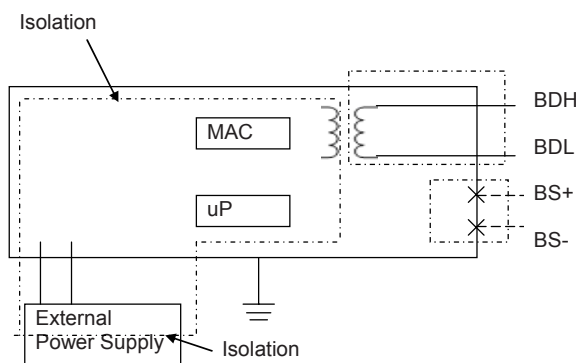 Isolation
BDH
MAC
BDL
BS+
uP
BS-
External
Power Supply
Isolation